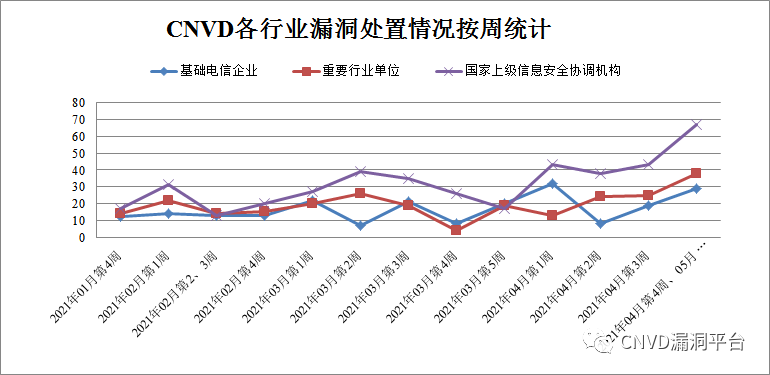 CNVD各行业漏洞处置情况按周统计
基础电信企业 重要行业单位 国家上级信息安全协调机构
80
70
60
50
40
30
20
10
0
2021年01月第4周
2021年02月第1周
2021年02月第2、3周
2021年02月第4周
2021年03月第1周
2021年03月第2周
2021年03月第3周
2021年03月第4周
2021年03月第5周
2021年04月第1周
2021年04月第2周
2021年04月第3周
2021年04月第4周、05月…
CNVD漏洞平台